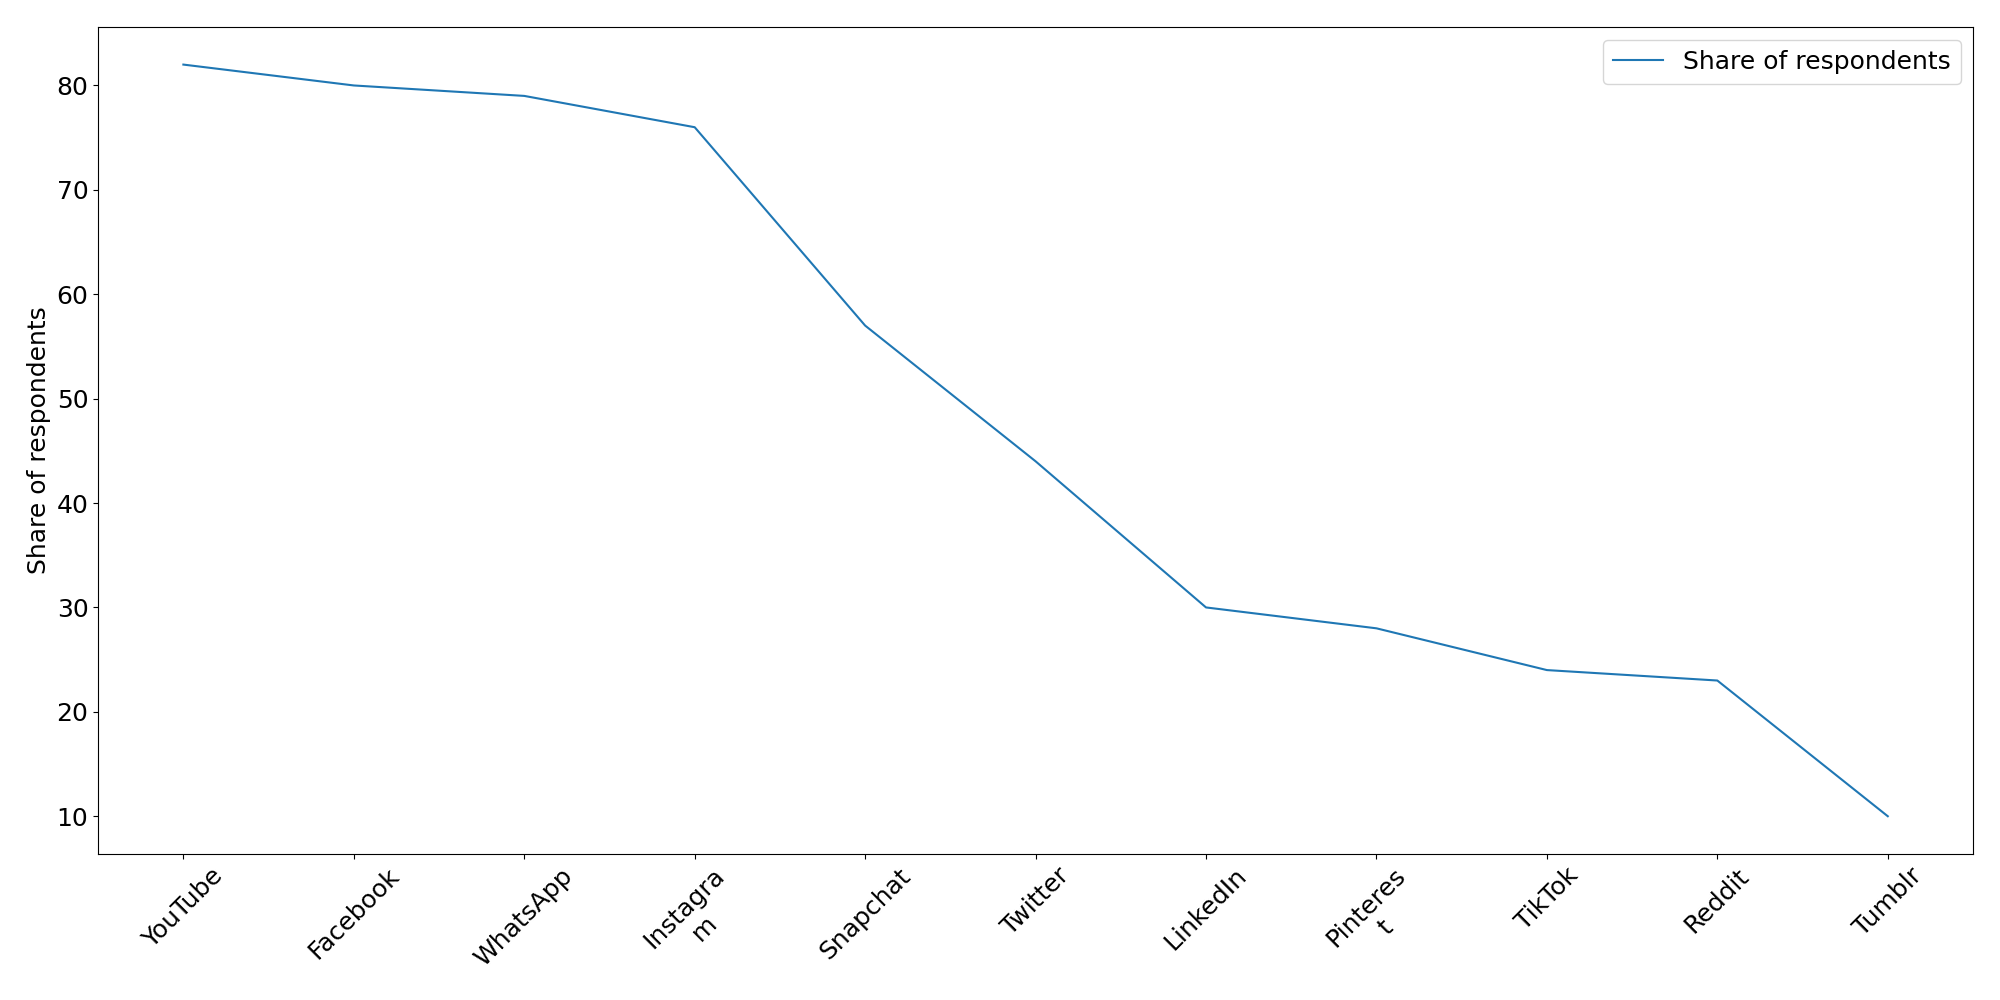 Share of respondents
80
70
60
50
40
30
20
10
Share of respondents
YouTube
Facebook
WhatsApp
Instagra
m
Snapchat
Twitter
LinkedIn
Pinteres
t
TikTok
Reddit
Tumblr